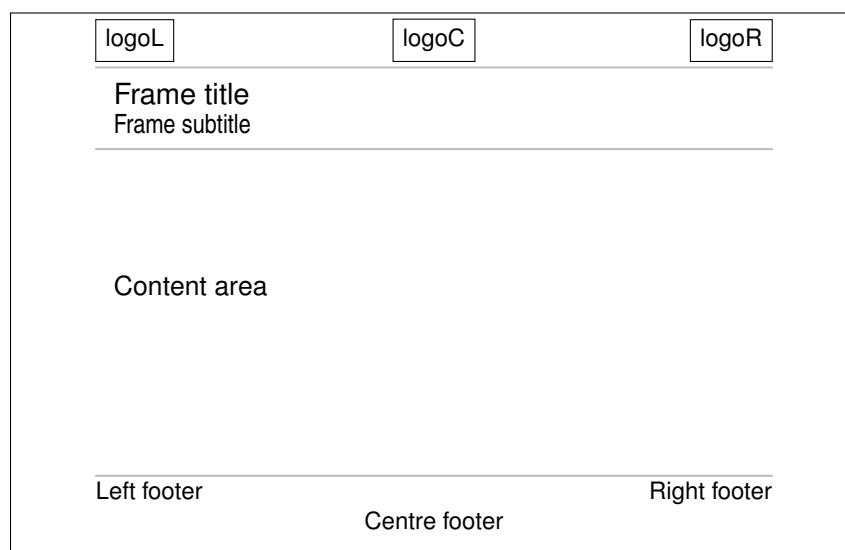 logoL logoC logoR
Frame title
Frame subtitle
Content area
Left footer Right footer
Centre footer